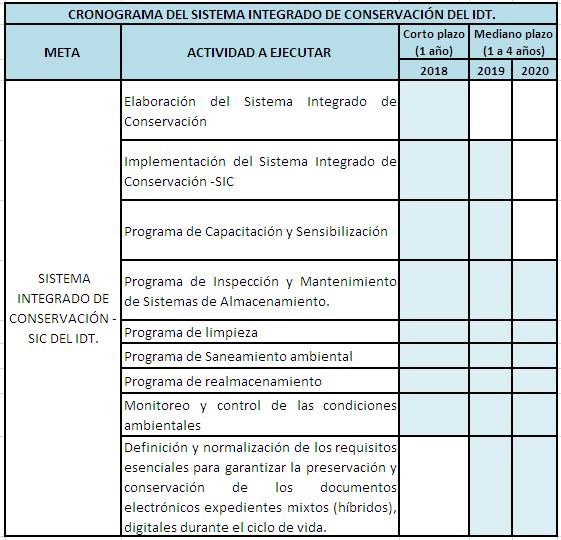 CRONOGRAMA DEL SISTEMA INTEGRADO DE CONSERVACIÓN DEL IDT.
META
ACTIVIDAD A EJECUTAR
Corto plazo
(1 año)
Mediano plazo
(1 a 4 años)
2018
2019
2020
SISTEMA
INTEGRADO DE
CONSERVACIÓN -
SIC DEL IDT.
Elaboración del Sistema Integrado de
Conservación
Implementación del Sistema Integrado de
Conservación -SIC
Programa de Capacitación y Sensibilización
Programa de Inspección y Mantenimiento
de Sistemas de Almacenamiento.
Programa de limpieza
Programa de Saneamiento ambiental
Programa de realmacenamiento
Monitoreo y control de las condiciones
ambientales
Definición y normalización de los requisitos
esenciales para garantizar la preservación y
conservación de los documentos
electrónicos expedientes mixtos (híbridos),
digitales durante el ciclo de vida.